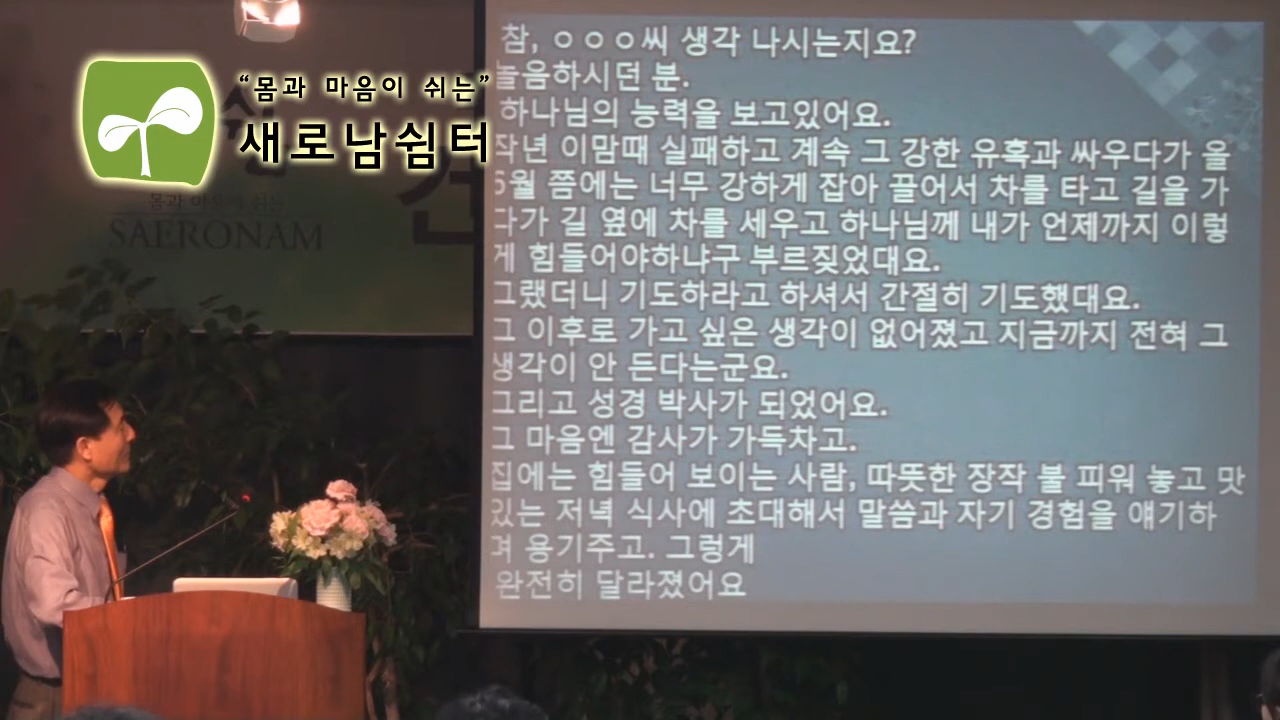 “몸과 마음이 쉬는”
새로남쉼터
쉼
몸과 마음이 쉬는
SAERONAM
참, ㅇㅇㅇ씨 생각 나시는지요?
놀음하시던 분.
하나님의 능력을 보고있어요.
작년 이맘때 실패하고 계속 그 강한 유혹과 싸우다가 올
월 쯤에는 너무 강하게 잡아 끌어서 차를 타고 길을 가
다가 길 옆에 차를 세우고 하나님께 내가 언제까지 이렇
게 힘들어야하냐구 부르짖었대요.
그랬더니 기도하라고 하셔서 간절히 기도했대요.
그 이후로 가고 싶은 생각이 없어졌고 지금까지 전혀 그
생각이 안 든다는군요.
그리고 성경 박사가 되었어요.
그 마음엔 감사가 가득차고.
집에는 힘들어 보이는 사람, 따뜻한 장작 불 피워 놓고 맛
있는 저녁 식사에 초대해서 말씀과 자기 경험을 얘기하
며 용기주고. 그렇게
완전히 달라졌어요